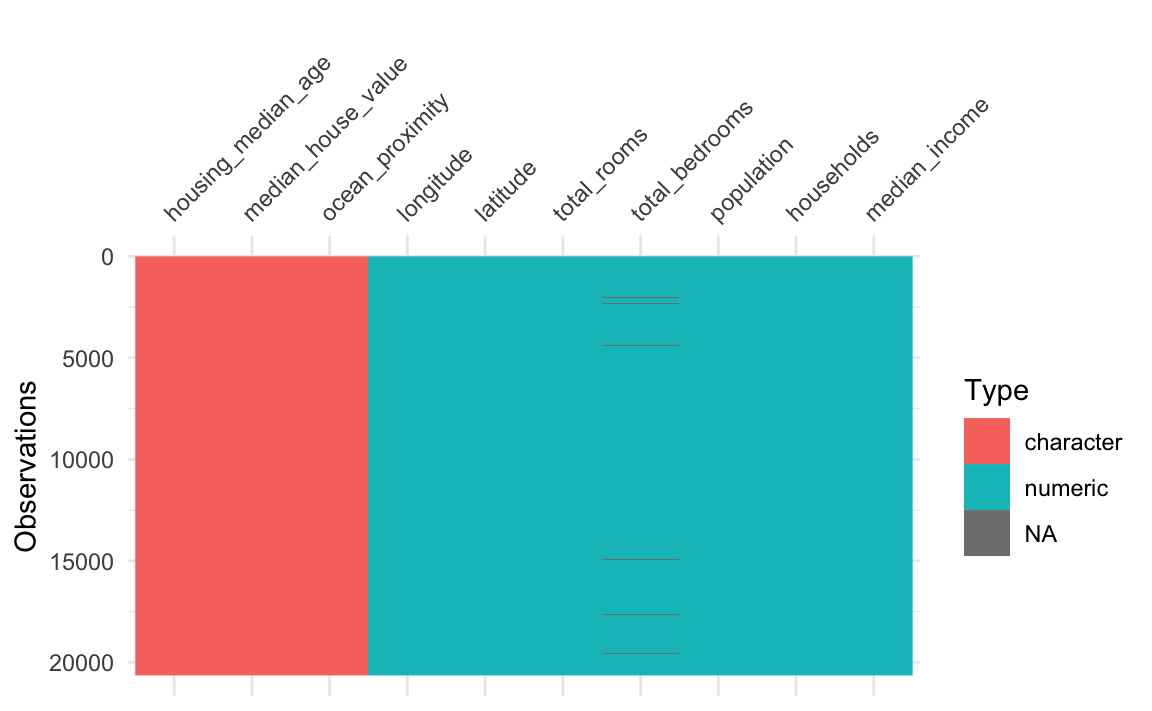 housing_median_age
median_house_value
ocean_proximity
longitude
latitude
total_rooms
total_bedrooms
population
households
median_income
0
5000
10000
15000
20000
Observations
Type
character
numeric
NA